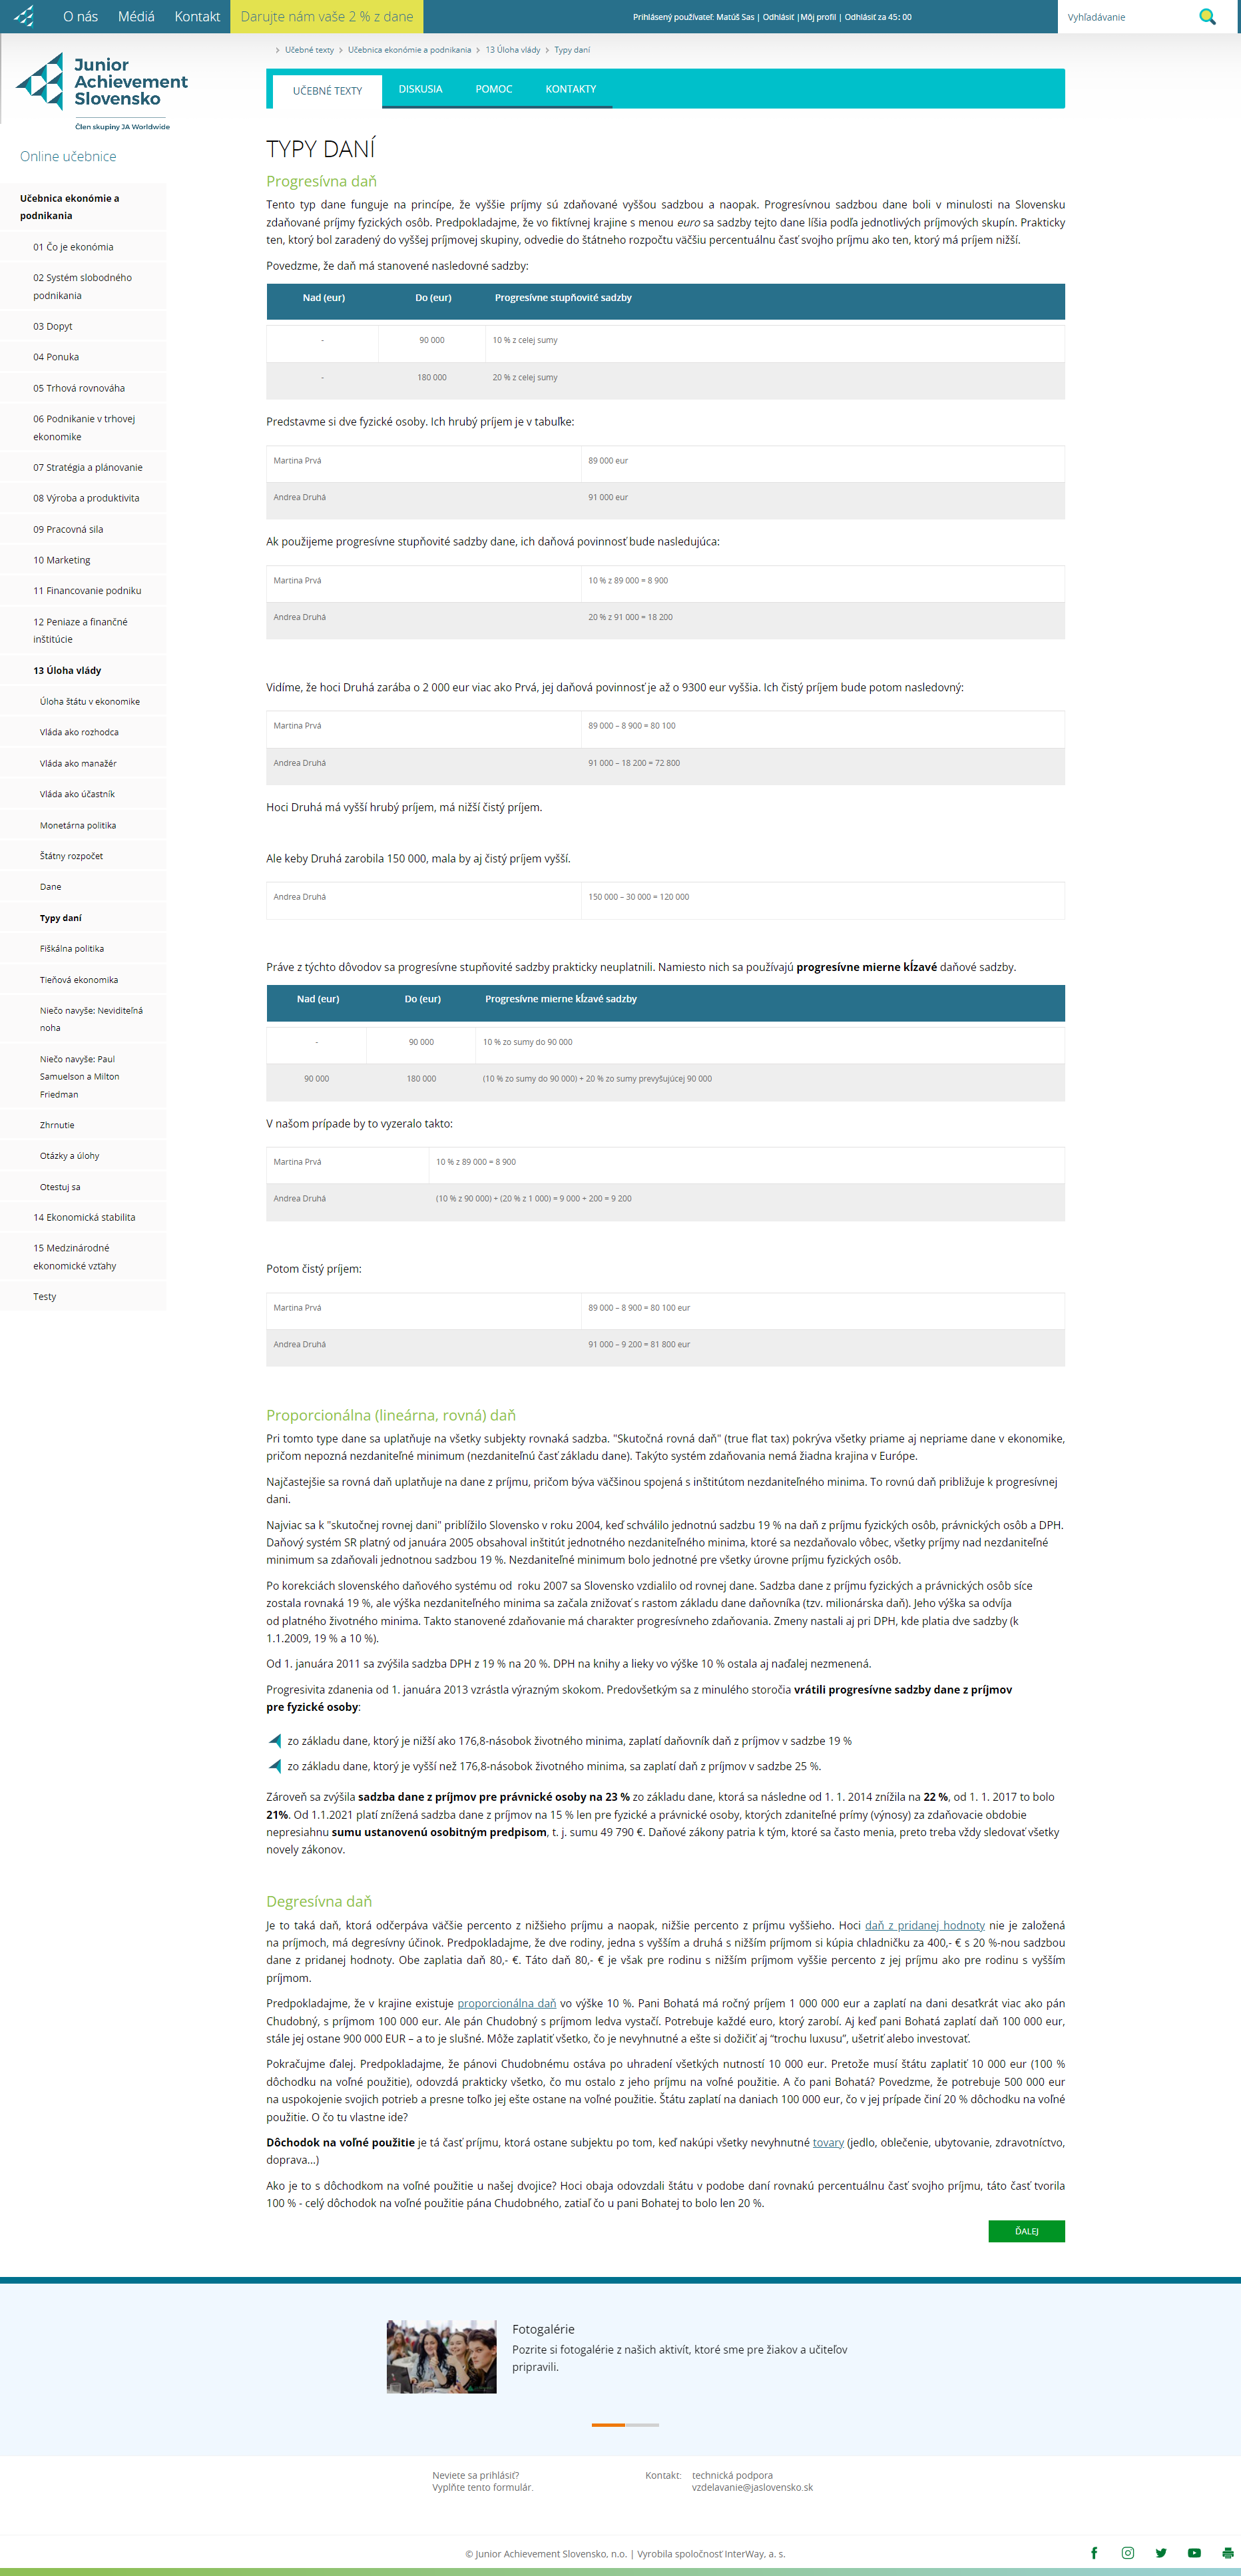 O nás Médiá Kontakt Darujte nám vaše 2 % z dane
Prihlásený používateľ: Matúš Sas | Odhlásiť |Môj profil | Odhlásiť za 45: 00
Vyhľadávanie
Junior
Achievement
Slovensko
Člen skupiny JA Worldwide
Učebné texty Učebnica ekonómie a podnikania 13 Úloha vlády Typy daní
UČEBNÉ TEXTY DISKUSIA POMOC KONTAKTY
Online učebnice
Učebnica ekonómie a
podnikania
01 Čo je ekonómia
02 Systém slobodného
podnikania
03 Dopyt
04 Ponuka
05 Trhová rovnováha
06 Podnikanie v trhovej
ekonomike
07 Stratégia a plánovanie
08 Výroba a produktivita
09 Pracovná sila
10 Marketing
11 Financovanie podniku
12 Peniaze a finančné
inštitúcie
13 Úloha vlády
Úloha štátu v ekonomike
Vláda ako rozhodca
Vláda ako manažér
Vláda ako účastník
Monetárna politika
Štátny rozpočet
Dane
Typy daní
Fiškálna politika
Tieňová ekonomika
Niečo navyše: Neviditeľná
noha
Niečo navyše: Paul
Samuelson a Milton
Friedman
Zhrnutie
Otázky a úlohy
Otestuj sa
14 Ekonomická stabilita
15 Medzinárodné
ekonomické vzťahy
Testy
TYPY DANÍ
Progresívna daň
Tento typ dane funguje na princípe, že vyššie príjmy sú zdaňované vyššou sadzbou a naopak. Progresívnou sadzbou dane boli v minulosti na Slovensku
zdaňované príjmy fyzických osôb. Predpokladajme, že vo fiktívnej krajine s menou euro sa sadzby tejto dane líšia podľa jednotlivých príjmových skupín. Prakticky
ten, ktorý bol zaradený do vyššej príjmovej skupiny, odvedie do štátneho rozpočtu väčšiu percentuálnu časť svojho príjmu ako ten, ktorý má príjem nižší.
Povedzme, že daň má stanovené nasledovné sadzby:
Nad (eur) Do (eur) Progresívne stupňovité sadzby
- 90 000 10 % z celej sumy
- 180 000 20 % z celej sumy
Predstavme si dve fyzické osoby. Ich hrubý príjem je v tabuľke:
Martina Prvá 89 000 eur
Andrea Druhá 91 000 eur
Ak použijeme progresívne stupňovité sadzby dane, ich daňová povinnosť bude nasledujúca:
Martina Prvá 10 % z 89 000 = 8 900
Andrea Druhá 20 % z 91 000 = 18 200
Vidíme, že hoci Druhá zarába o 2 000 eur viac ako Prvá, jej daňová povinnosť je až o 9300 eur vyššia. Ich čistý príjem bude potom nasledovný:
Martina Prvá 89 000 – 8 900 = 80 100
Andrea Druhá 91 000 – 18 200 = 72 800
Hoci Druhá má vyšší hrubý príjem, má nižší čistý príjem.
Ale keby Druhá zarobila 150 000, mala by aj čistý príjem vyšší.
Andrea Druhá 150 000 – 30 000 = 120 000
Práve z týchto dôvodov sa progresívne stupňovité sadzby prakticky neuplatnili. Namiesto nich sa používajú progresívne mierne kĺzavé daňové sadzby.
Nad (eur) Do (eur) Progresívne mierne kĺzavé sadzby
- 90 000 10 % zo sumy do 90 000
90 000 180 000 (10 % zo sumy do 90 000) + 20 % zo sumy prevyšujúcej 90 000
V našom prípade by to vyzeralo takto:
Martina Prvá 10 % z 89 000 = 8 900
Andrea Druhá (10 % z 90 000) + (20 % z 1 000) = 9 000 + 200 = 9 200
Potom čistý príjem:
Martina Prvá 89 000 – 8 900 = 80 100 eur
Andrea Druhá 91 000 – 9 200 = 81 800 eur
Proporcionálna (lineárna, rovná) daň
Pri tomto type dane sa uplatňuje na všetky subjekty rovnaká sadzba. "Skutočná rovná daň" (true flat tax) pokrýva všetky priame aj nepriame dane v ekonomike,
pričom nepozná nezdaniteľné minimum (nezdaniteľnú časť základu dane). Takýto systém zdaňovania nemá žiadna krajina v Európe.
Najčastejšie sa rovná daň uplatňuje na dane z príjmu, pričom býva väčšinou spojená s inštitútom nezdaniteľného minima. To rovnú daň približuje k progresívnej
dani.
Najviac sa k "skutočnej rovnej dani" priblížilo Slovensko v roku 2004, keď schválilo jednotnú sadzbu 19 % na daň z príjmu fyzických osôb, právnických osôb a DPH.
Daňový systém SR platný od januára 2005 obsahoval inštitút jednotného nezdaniteľného minima, ktoré sa nezdaňovalo vôbec, všetky príjmy nad nezdaniteľné
minimum sa zdaňovali jednotnou sadzbou 19 %. Nezdaniteľné minimum bolo jednotné pre všetky úrovne príjmu fyzických osôb.
Po korekciách slovenského daňového systému od roku 2007 sa Slovensko vzdialilo od rovnej dane. Sadzba dane z príjmu fyzických a právnických osôb síce
zostala rovnaká 19 %, ale výška nezdaniteľného minima sa začala znižovať s rastom základu dane daňovníka (tzv. milionárska daň). Jeho výška sa odvíja
od platného životného minima. Takto stanovené zdaňovanie má charakter progresívneho zdaňovania. Zmeny nastali aj pri DPH, kde platia dve sadzby (k
1.1.2009, 19 % a 10 %).
Od 1. januára 2011 sa zvýšila sadzba DPH z 19 % na 20 %. DPH na knihy a lieky vo výške 10 % ostala aj naďalej nezmenená.
Progresivita zdanenia od 1. januára 2013 vzrástla výrazným skokom. Predovšetkým sa z minulého storočia vrátili progresívne sadzby dane z príjmov
pre fyzické osoby:
zo základu dane, ktorý je nižší ako 176,8-násobok životného minima, zaplatí daňovník daň z príjmov v sadzbe 19 %
zo základu dane, ktorý je vyšší než 176,8-násobok životného minima, sa zaplatí daň z príjmov v sadzbe 25 %.
Zároveň sa zvýšila sadzba dane z príjmov pre právnické osoby na 23 % zo základu dane, ktorá sa následne od 1. 1. 2014 znížila na 22 %, od 1. 1. 2017 to bolo
21%. Od 1.1.2021 platí znížená sadzba dane z príjmov na 15 % len pre fyzické a právnické osoby, ktorých zdaniteľné prímy (výnosy) za zdaňovacie obdobie
nepresiahnu sumu ustanovenú osobitným predpisom, t. j. sumu 49 790 €. Daňové zákony patria k tým, ktoré sa často menia, preto treba vždy sledovať všetky
novely zákonov.
Degresívna daň
Je to taká daň, ktorá odčerpáva väčšie percento z nižšieho príjmu a naopak, nižšie percento z príjmu vyššieho. Hoci daň z pridanej hodnoty nie je založená
na príjmoch, má degresívny účinok. Predpokladajme, že dve rodiny, jedna s vyšším a druhá s nižším príjmom si kúpia chladničku za 400,- € s 20 %-nou sadzbou
dane z pridanej hodnoty. Obe zaplatia daň 80,- €. Táto daň 80,- € je však pre rodinu s nižším príjmom vyššie percento z jej príjmu ako pre rodinu s vyšším
príjmom.
Predpokladajme, že v krajine existuje proporcionálna daň vo výške 10 %. Pani Bohatá má ročný príjem 1 000 000 eur a zaplatí na dani desaťkrát viac ako pán
Chudobný, s príjmom 100 000 eur. Ale pán Chudobný s príjmom ledva vystačí. Potrebuje každé euro, ktorý zarobí. Aj keď pani Bohatá zaplatí daň 100 000 eur,
stále jej ostane 900 000 EUR – a to je slušné. Môže zaplatiť všetko, čo je nevyhnutné a ešte si dožičiť aj “trochu luxusu”, ušetriť alebo investovať.
Pokračujme ďalej. Predpokladajme, že pánovi Chudobnému ostáva po uhradení všetkých nutností 10 000 eur. Pretože musí štátu zaplatiť 10 000 eur (100 %
dôchodku na voľné použitie), odovzdá prakticky všetko, čo mu ostalo z jeho príjmu na voľné použitie. A čo pani Bohatá? Povedzme, že potrebuje 500 000 eur
na uspokojenie svojich potrieb a presne toľko jej ešte ostane na voľné použitie. Štátu zaplatí na daniach 100 000 eur, čo v jej prípade činí 20 % dôchodku na voľné
použitie. O čo tu vlastne ide?
Dôchodok na voľné použitie je tá časť príjmu, ktorá ostane subjektu po tom, keď nakúpi všetky nevyhnutné tovary (jedlo, oblečenie, ubytovanie, zdravotníctvo,
doprava...)
Ako je to s dôchodkom na voľné použitie u našej dvojice? Hoci obaja odovzdali štátu v podobe daní rovnakú percentuálnu časť svojho príjmu, táto časť tvorila
100 % - celý dôchodok na voľné použitie pána Chudobného, zatiaľ čo u pani Bohatej to bolo len 20 %.
ĎALEJ
Fotogalérie
Pozrite si fotogalérie z našich aktivít, ktoré sme pre žiakov a učiteľov
pripravili.
Neviete sa prihlásiť?
Vyplňte tento formulár.
Kontakt: technická podpora
vzdelavanie@jaslovensko.sk
© Junior Achievement Slovensko, n.o. | Vyrobila spoločnosť InterWay, a. s.